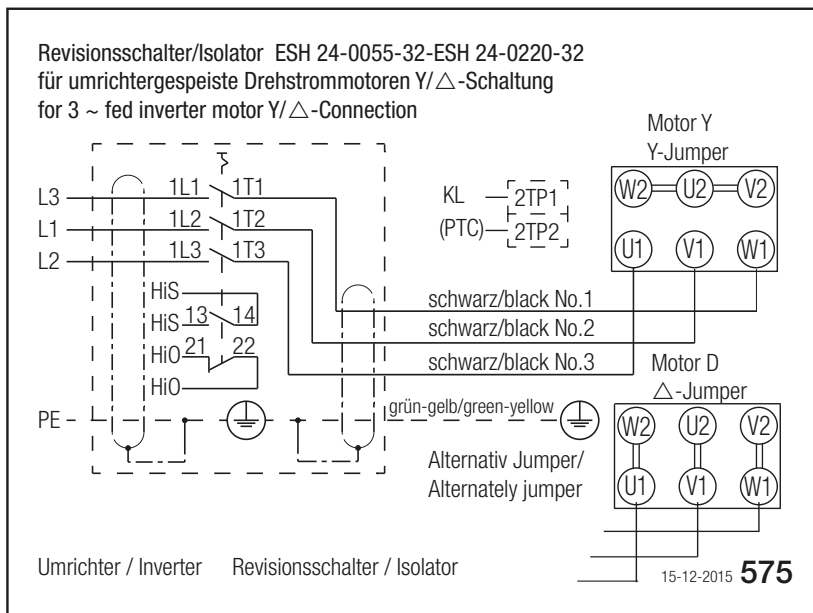 Revisionsschalter/Isolator ESH 24-0055-32-ESH 24-0220-32
für umrichtergespeiste Drehstrommotoren Y/△-Schaltung
for 3 ~ fed inverter motor Y/△-Connection
Motor Y
Y-Jumper
W2 U2 V2
U1 V1 W1
L3 1L1 1T1
L1 1L2 1T2
L2 1L3 1T3
KL 2TP1
(PTC) 2TP2
HiS
HiS 13 14
HiÖ 21 22
HiÖ
schwarz/black No.1
schwarz/black No.2
schwarz/black No.3
PE
grün-gelb/green-yellow
Motor D
△-Jumper
W2 U2 V2
U1 V1 W1
Alternativ Jumper/
Alternately jumper
Umrichter / Inverter Revisionsschalter / Isolator
15-12-2015 575